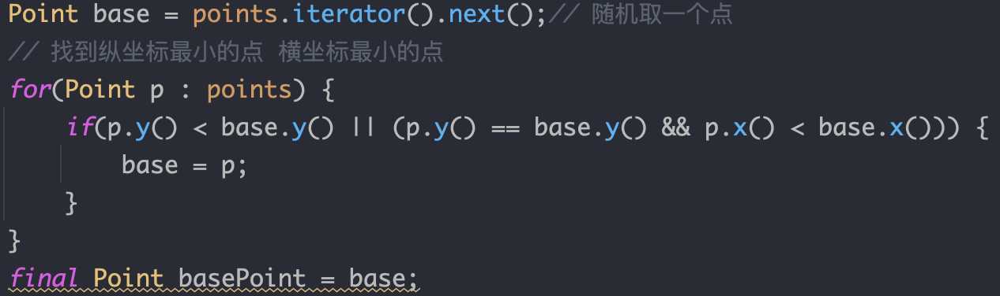 Point base = points.iterator().next();// 随机取一个点
// 找到纵坐标最小的点 横坐标最小的点
for(Point p : points) {
    if(p.y() < base.y() || (p.y() == base.y() && p.x() < base.x())) {
        base = p;
    }
}
final Point basePoint = base;